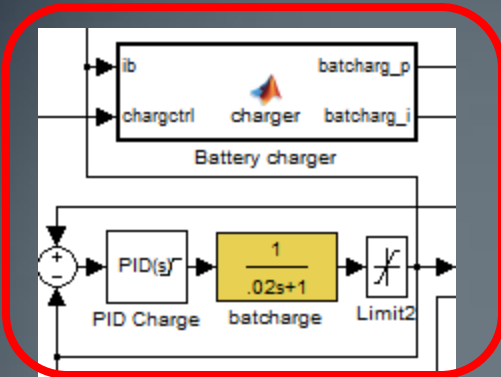 ib batcharg_p
chargctrl charger batcharg_i
Battery charger
+
−
PID(s)
1
.02s+1
PID Charge batcharge Limit2